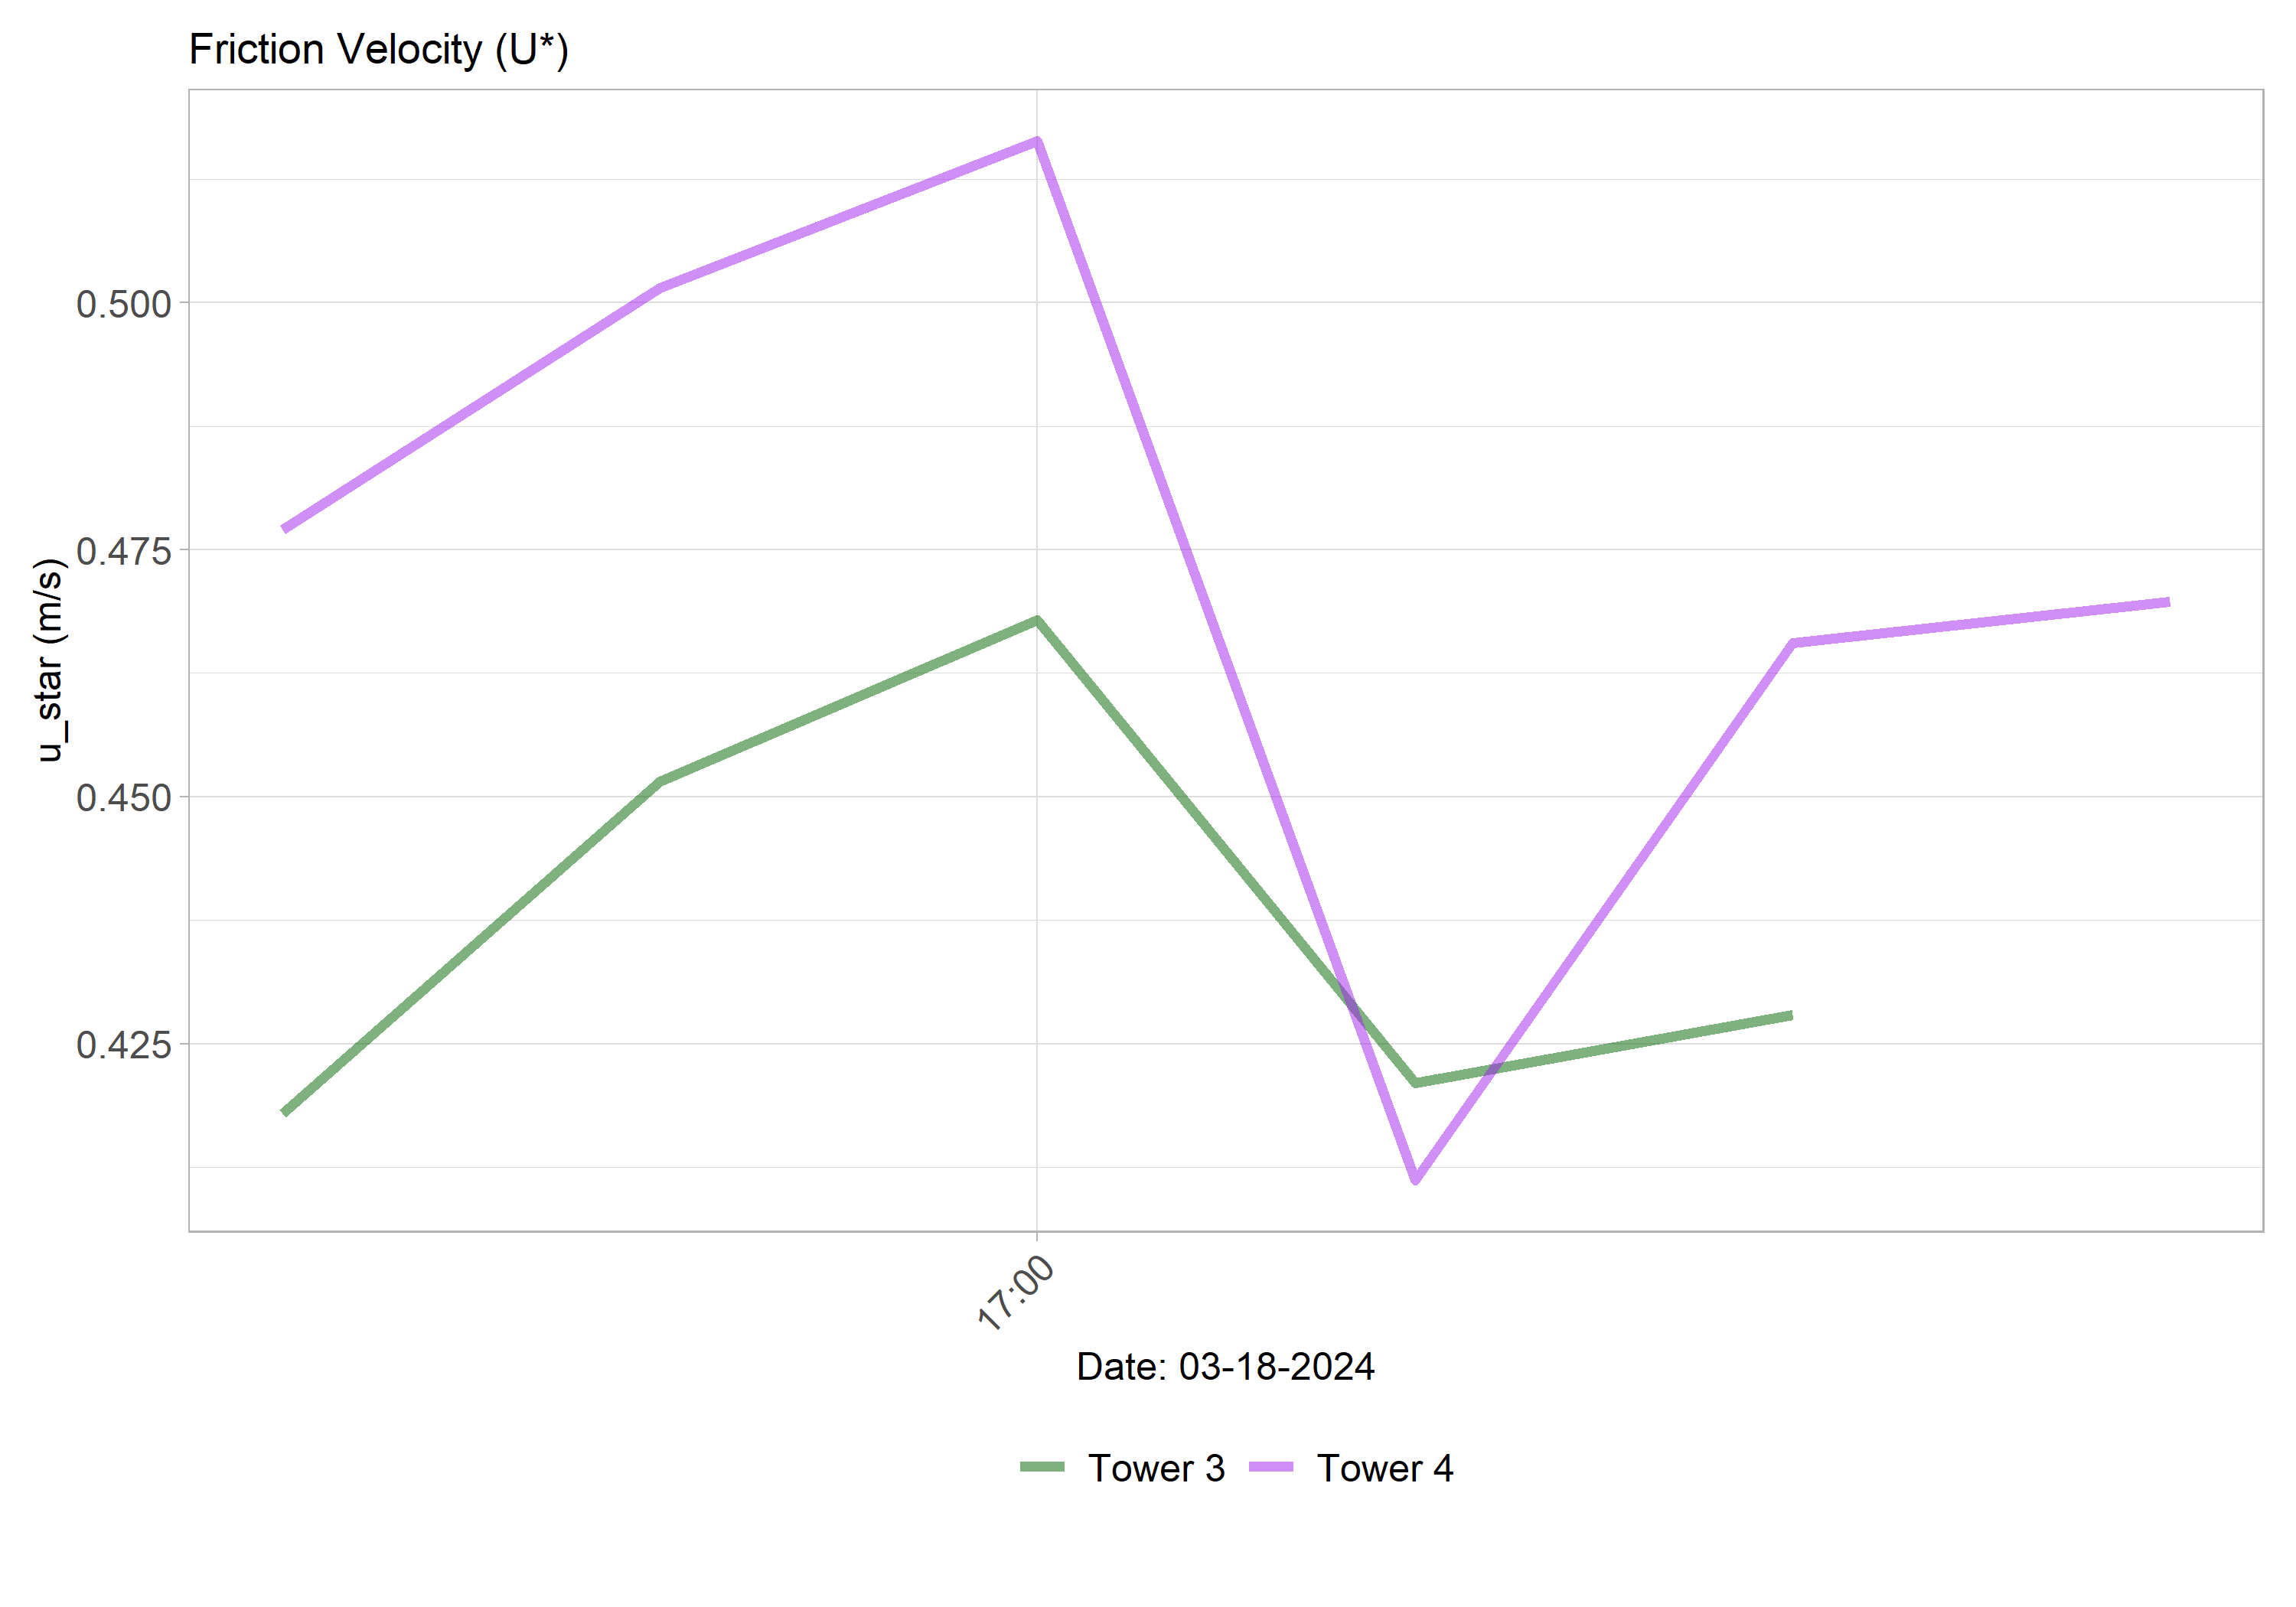 Friction Velocity (U*)
u_star (m/s)
0.500
0.475
0.450
0.425
17:00
Date: 03-18-2024
Tower 3 Tower 4